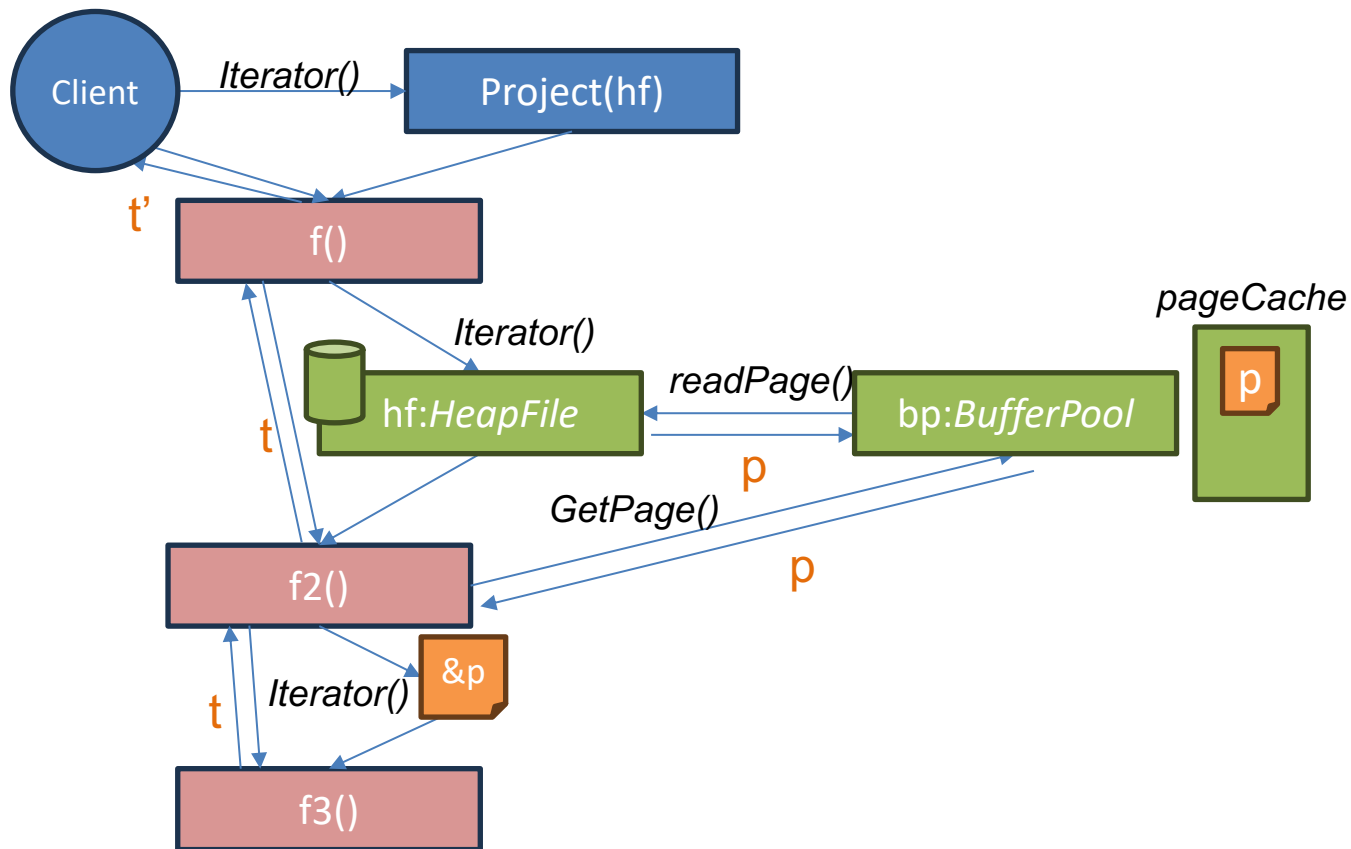 Client
Iterator()
Project(hf)
t’
f()
pageCache
Iterator()
p
readPage()
hf:HeapFile
bp:BufferPool
t
p
GetPage()
p
f2()
&p
Iterator()
t
f3()